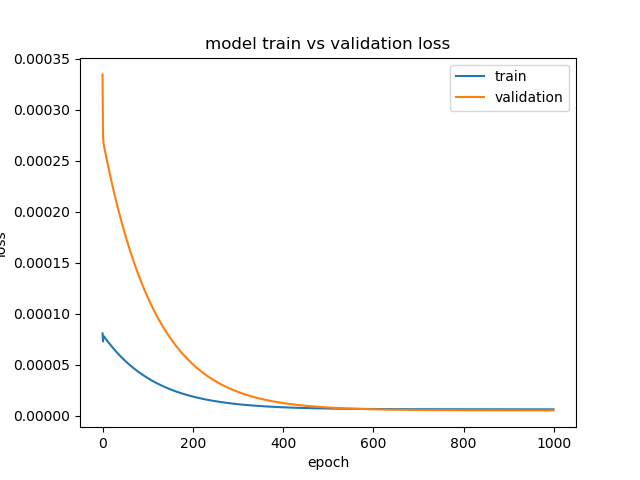 model train vs validation loss
train
validation
0.00035
0.00030
0.00025
0.00020
0.00015
0.00010
0.00005
0.00000
loss
0 200 400 600 800 1000
epoch